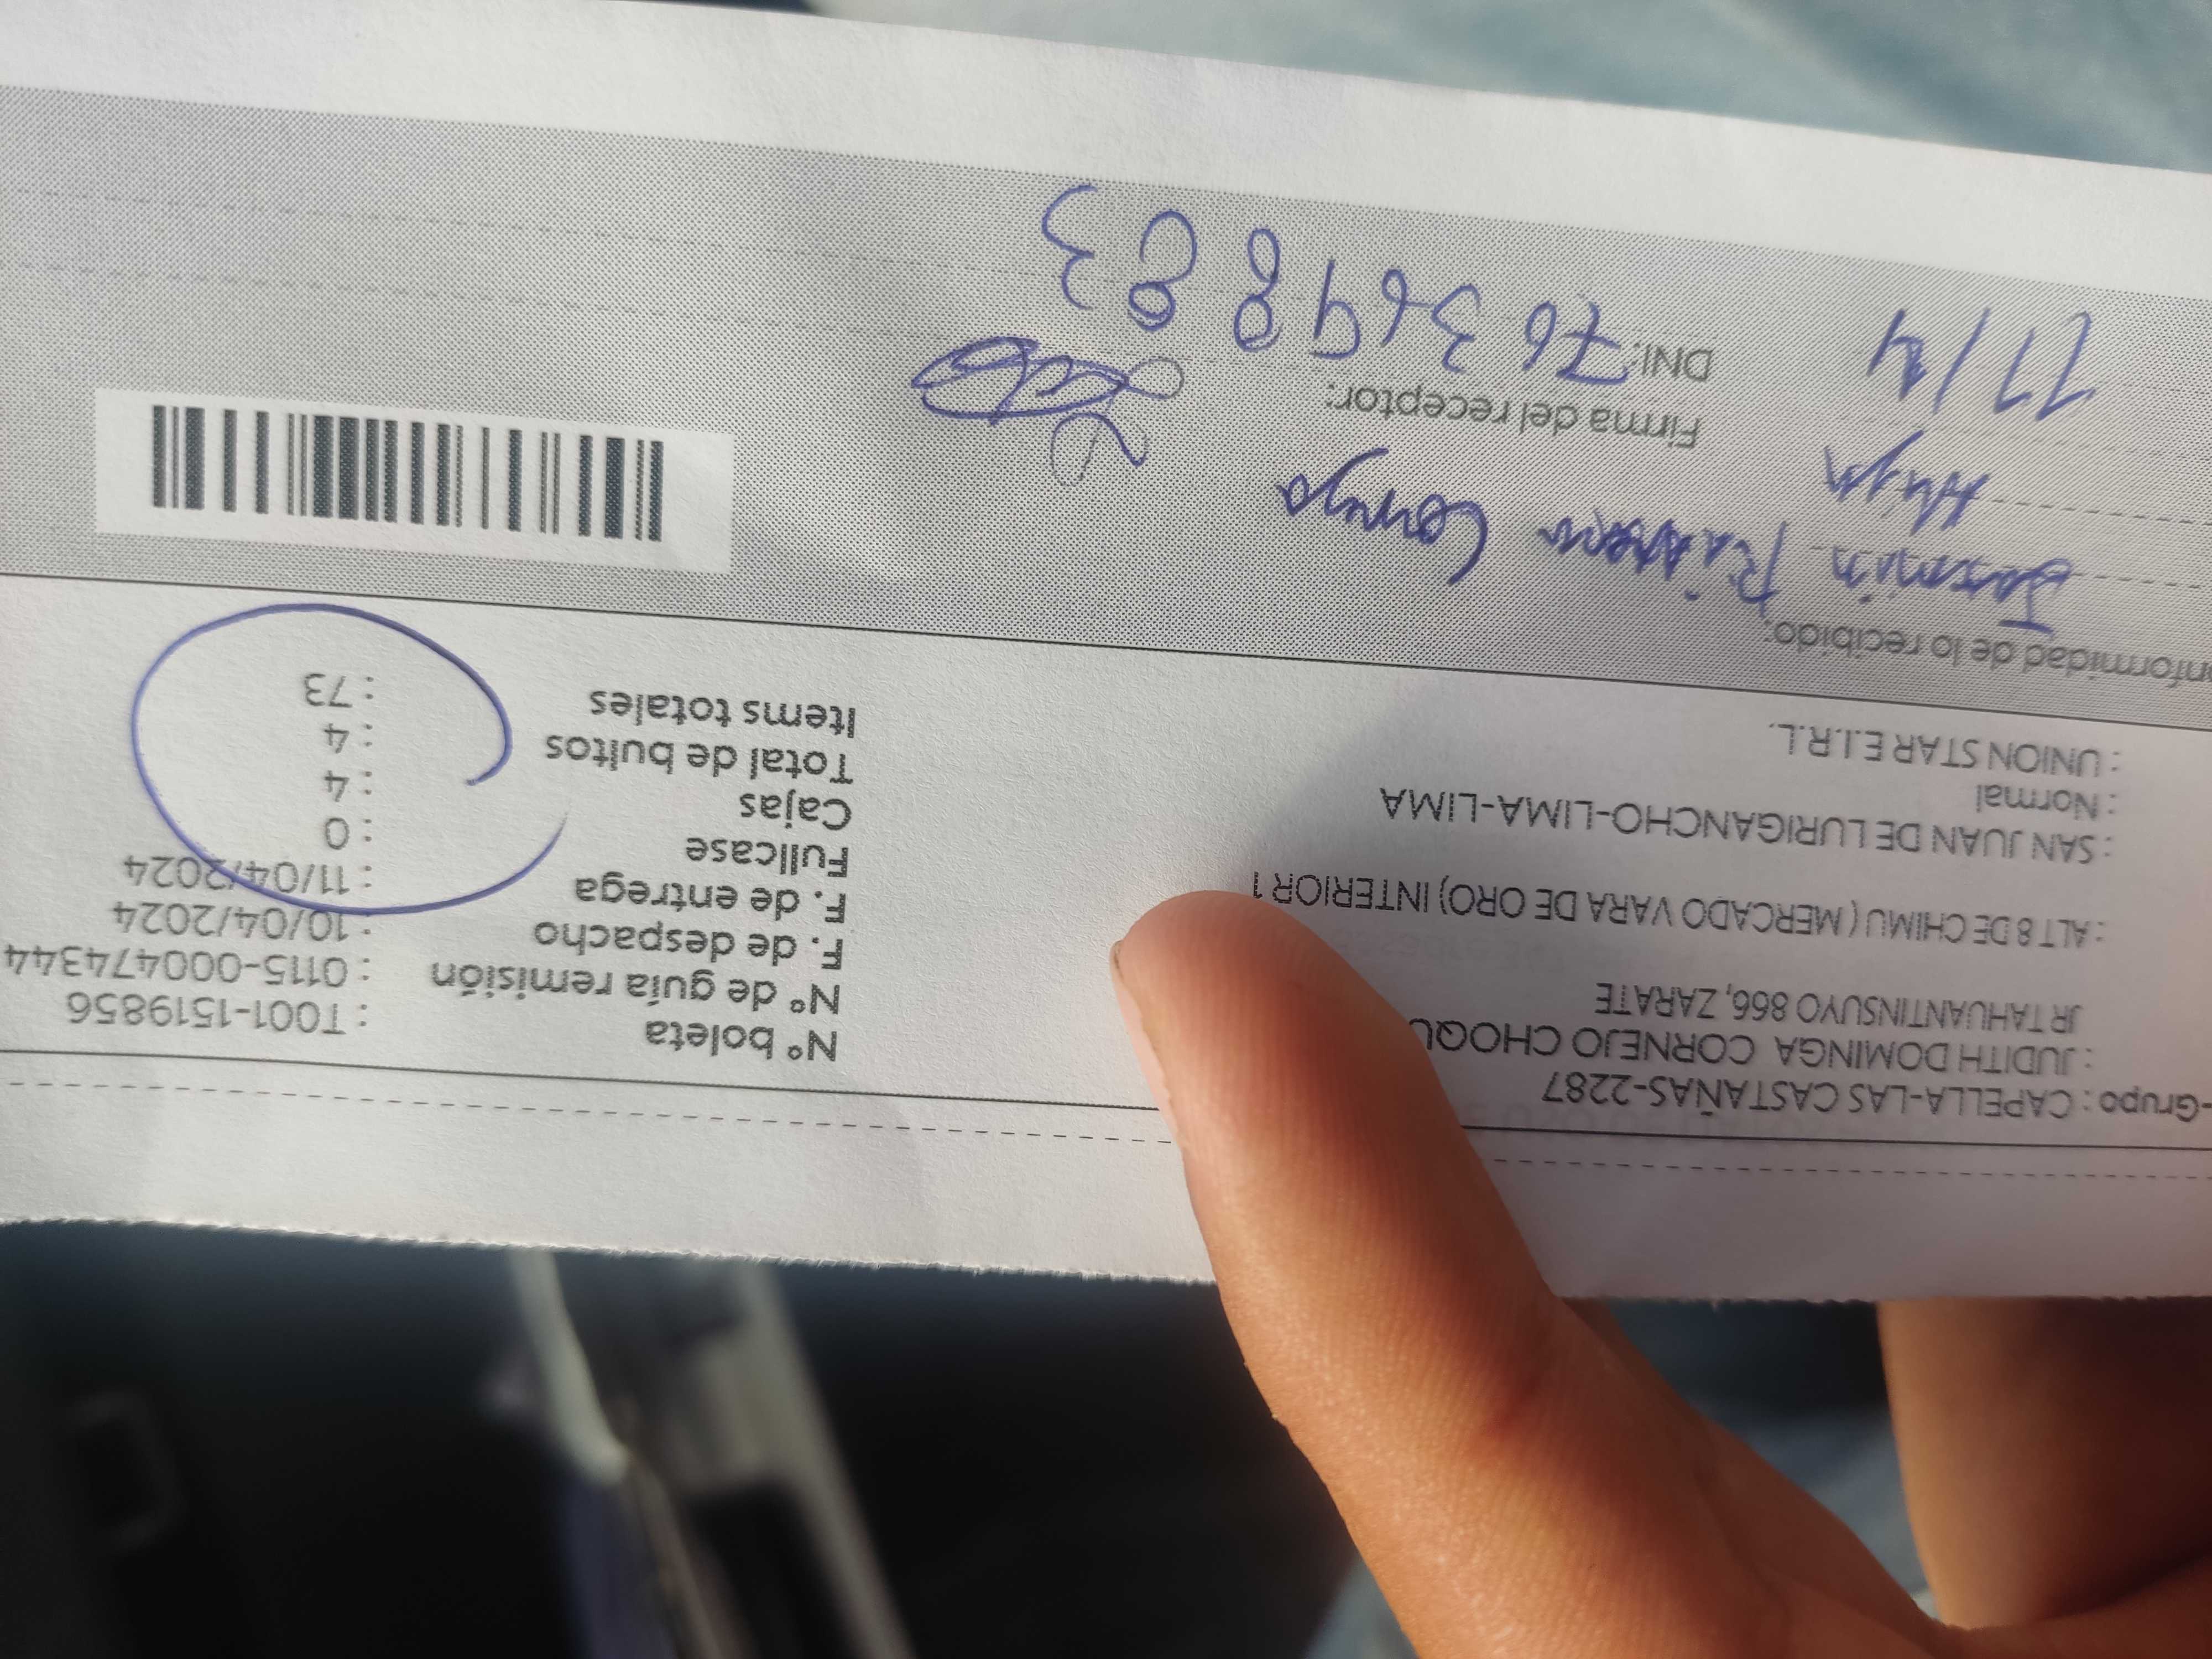 -Grupo : CAPELLA-LAS CASTAÑAS-2287
: JUDITH DOMINGA CORNEJO CHOQU
JR TAHUANTINSUYO 866, ZARATE
: ALT 8 DE CHIMU ( MERCADO VARA DE ORO) INTERIOR 1
: SAN JUAN DE LURIGANCHO-LIMA-LIMA
: Normal
: UNION STAR E.I.R.L.
N° boleta : T001-1519856
N° de guía remisión : 0115-000474344
F. de despacho : 10/04/2024
F. de entrega : 11/04/2024
Fullcase : 0
Cajas : 4
Total de bultos : 4
Items totales : 73
nformidad de lo recibido:
Jasmín
Firma del receptor:
11/4
DNI: